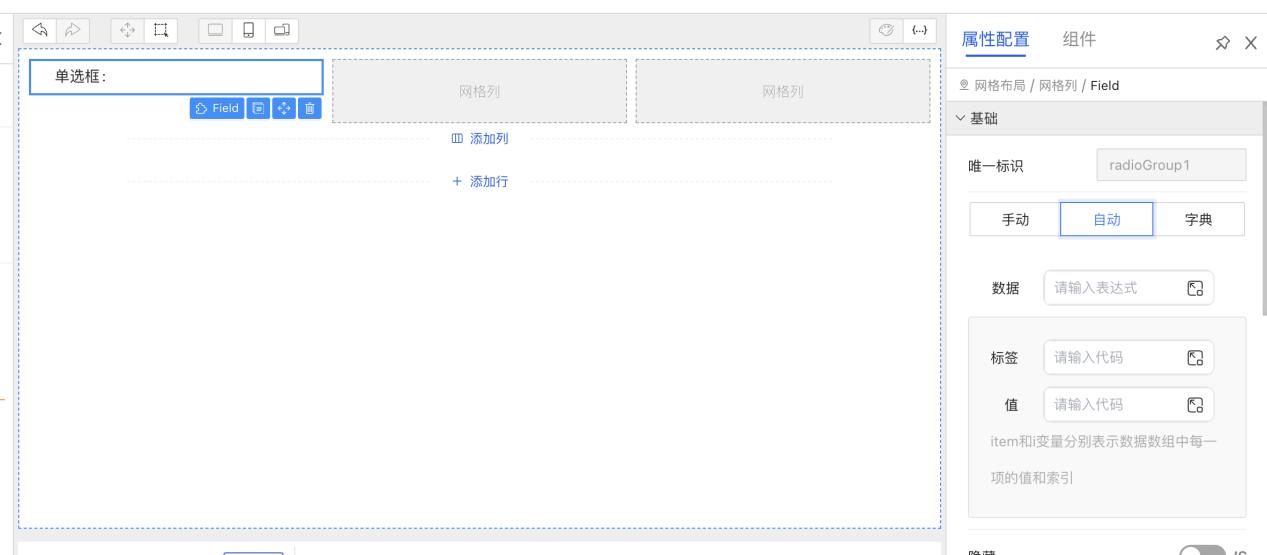 {...}
属性配置 组件
单选框：
Field
网格列
网格列
添加列
添加行
网格布局 / 网格列 / Field
基础
唯一标识 radioGroup1
手动 自动 字典
数据 请输入表达式
标签 请输入代码
值 请输入代码
item和i变量分别表示数据数组中每一
项的值和索引